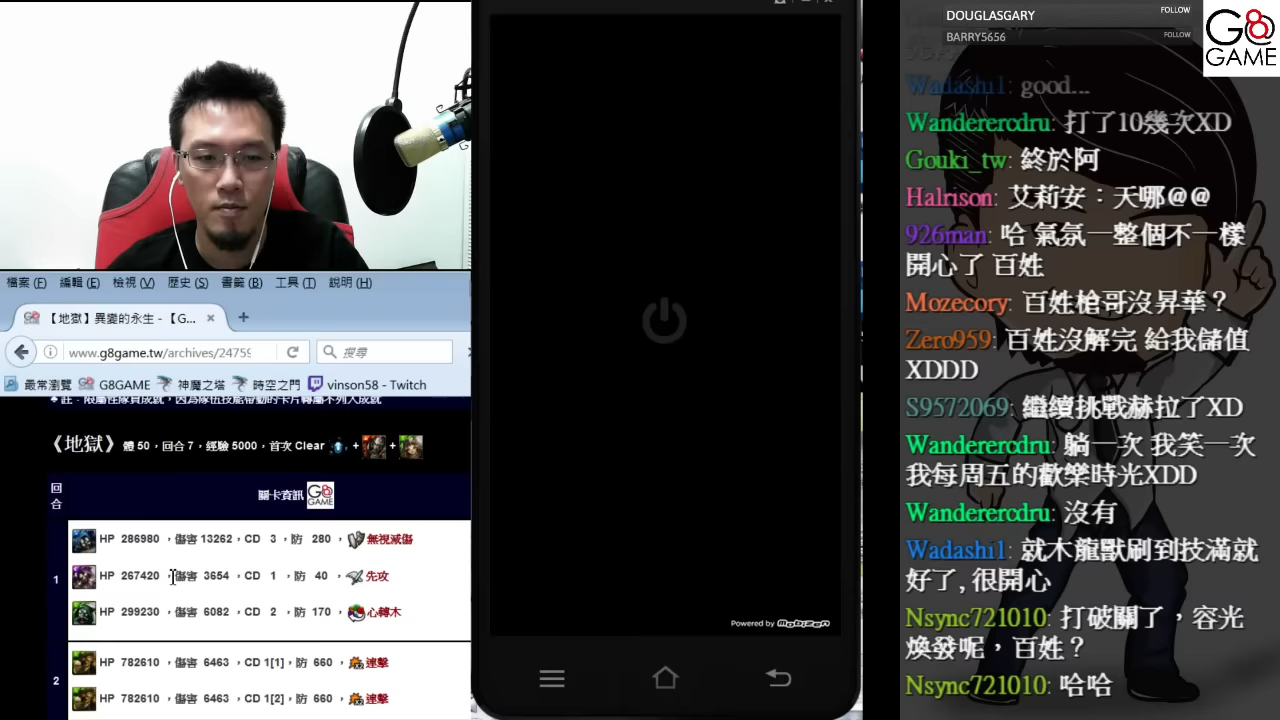 檔案(F) 編輯(E) 檢視(V) 歷史(S) 書籤(B) 工具(T) 說明(H)
【地獄】異變的永生 -【G...
www.g8game.tw/archives/2475
搜尋
最常瀏覽 G8GAME 神魔之塔 時空之門 vinson58 - Twitch
《地獄》 體 50，回合 7，經驗 5000，首次 Clear + +
回合
關卡資訊 G8 GAME
1
HP 286980 ，傷害 13262，CD 3 ，防 280 ，無視減傷
HP 267420 ，傷害 3654 ，CD 1 ，防 40 ，先攻
HP 299230 ，傷害 6082 ，CD 2 ，防 170 ，心轉木
2
HP 782610 ，傷害 6463 ，CD 1[1]，防 660 ，連擊
HP 782610 ，傷害 6463 ，CD 1[2]，防 660 ，連擊
Powered by Mobizen
DOUGLASGARY FOLLOW
BARRY5656 FOLLOW
G8 GAME
Wadashi1: good...
Wanderercdru: 打了10幾次XD
Gouki_tw: 終於阿
Halrison: 艾莉安：天哪@@
926man: 哈 氣氛一整個不一樣
開心了 百姓
Mozecory: 百姓槍哥沒昇華？
Zero959: 百姓沒解完 給我儲值
XDDD
S9572069: 繼續挑戰赫拉了XD
Wanderercdru: 躺一次 我笑一次
我每周五的歡樂時光XDD
Wanderercdru: 沒有
Wadashi1: 就木龍獸刷到技滿就
好了, 很開心
Nsync721010: 打破關了，容光
煥發呢，百姓？
Nsync721010: 哈哈